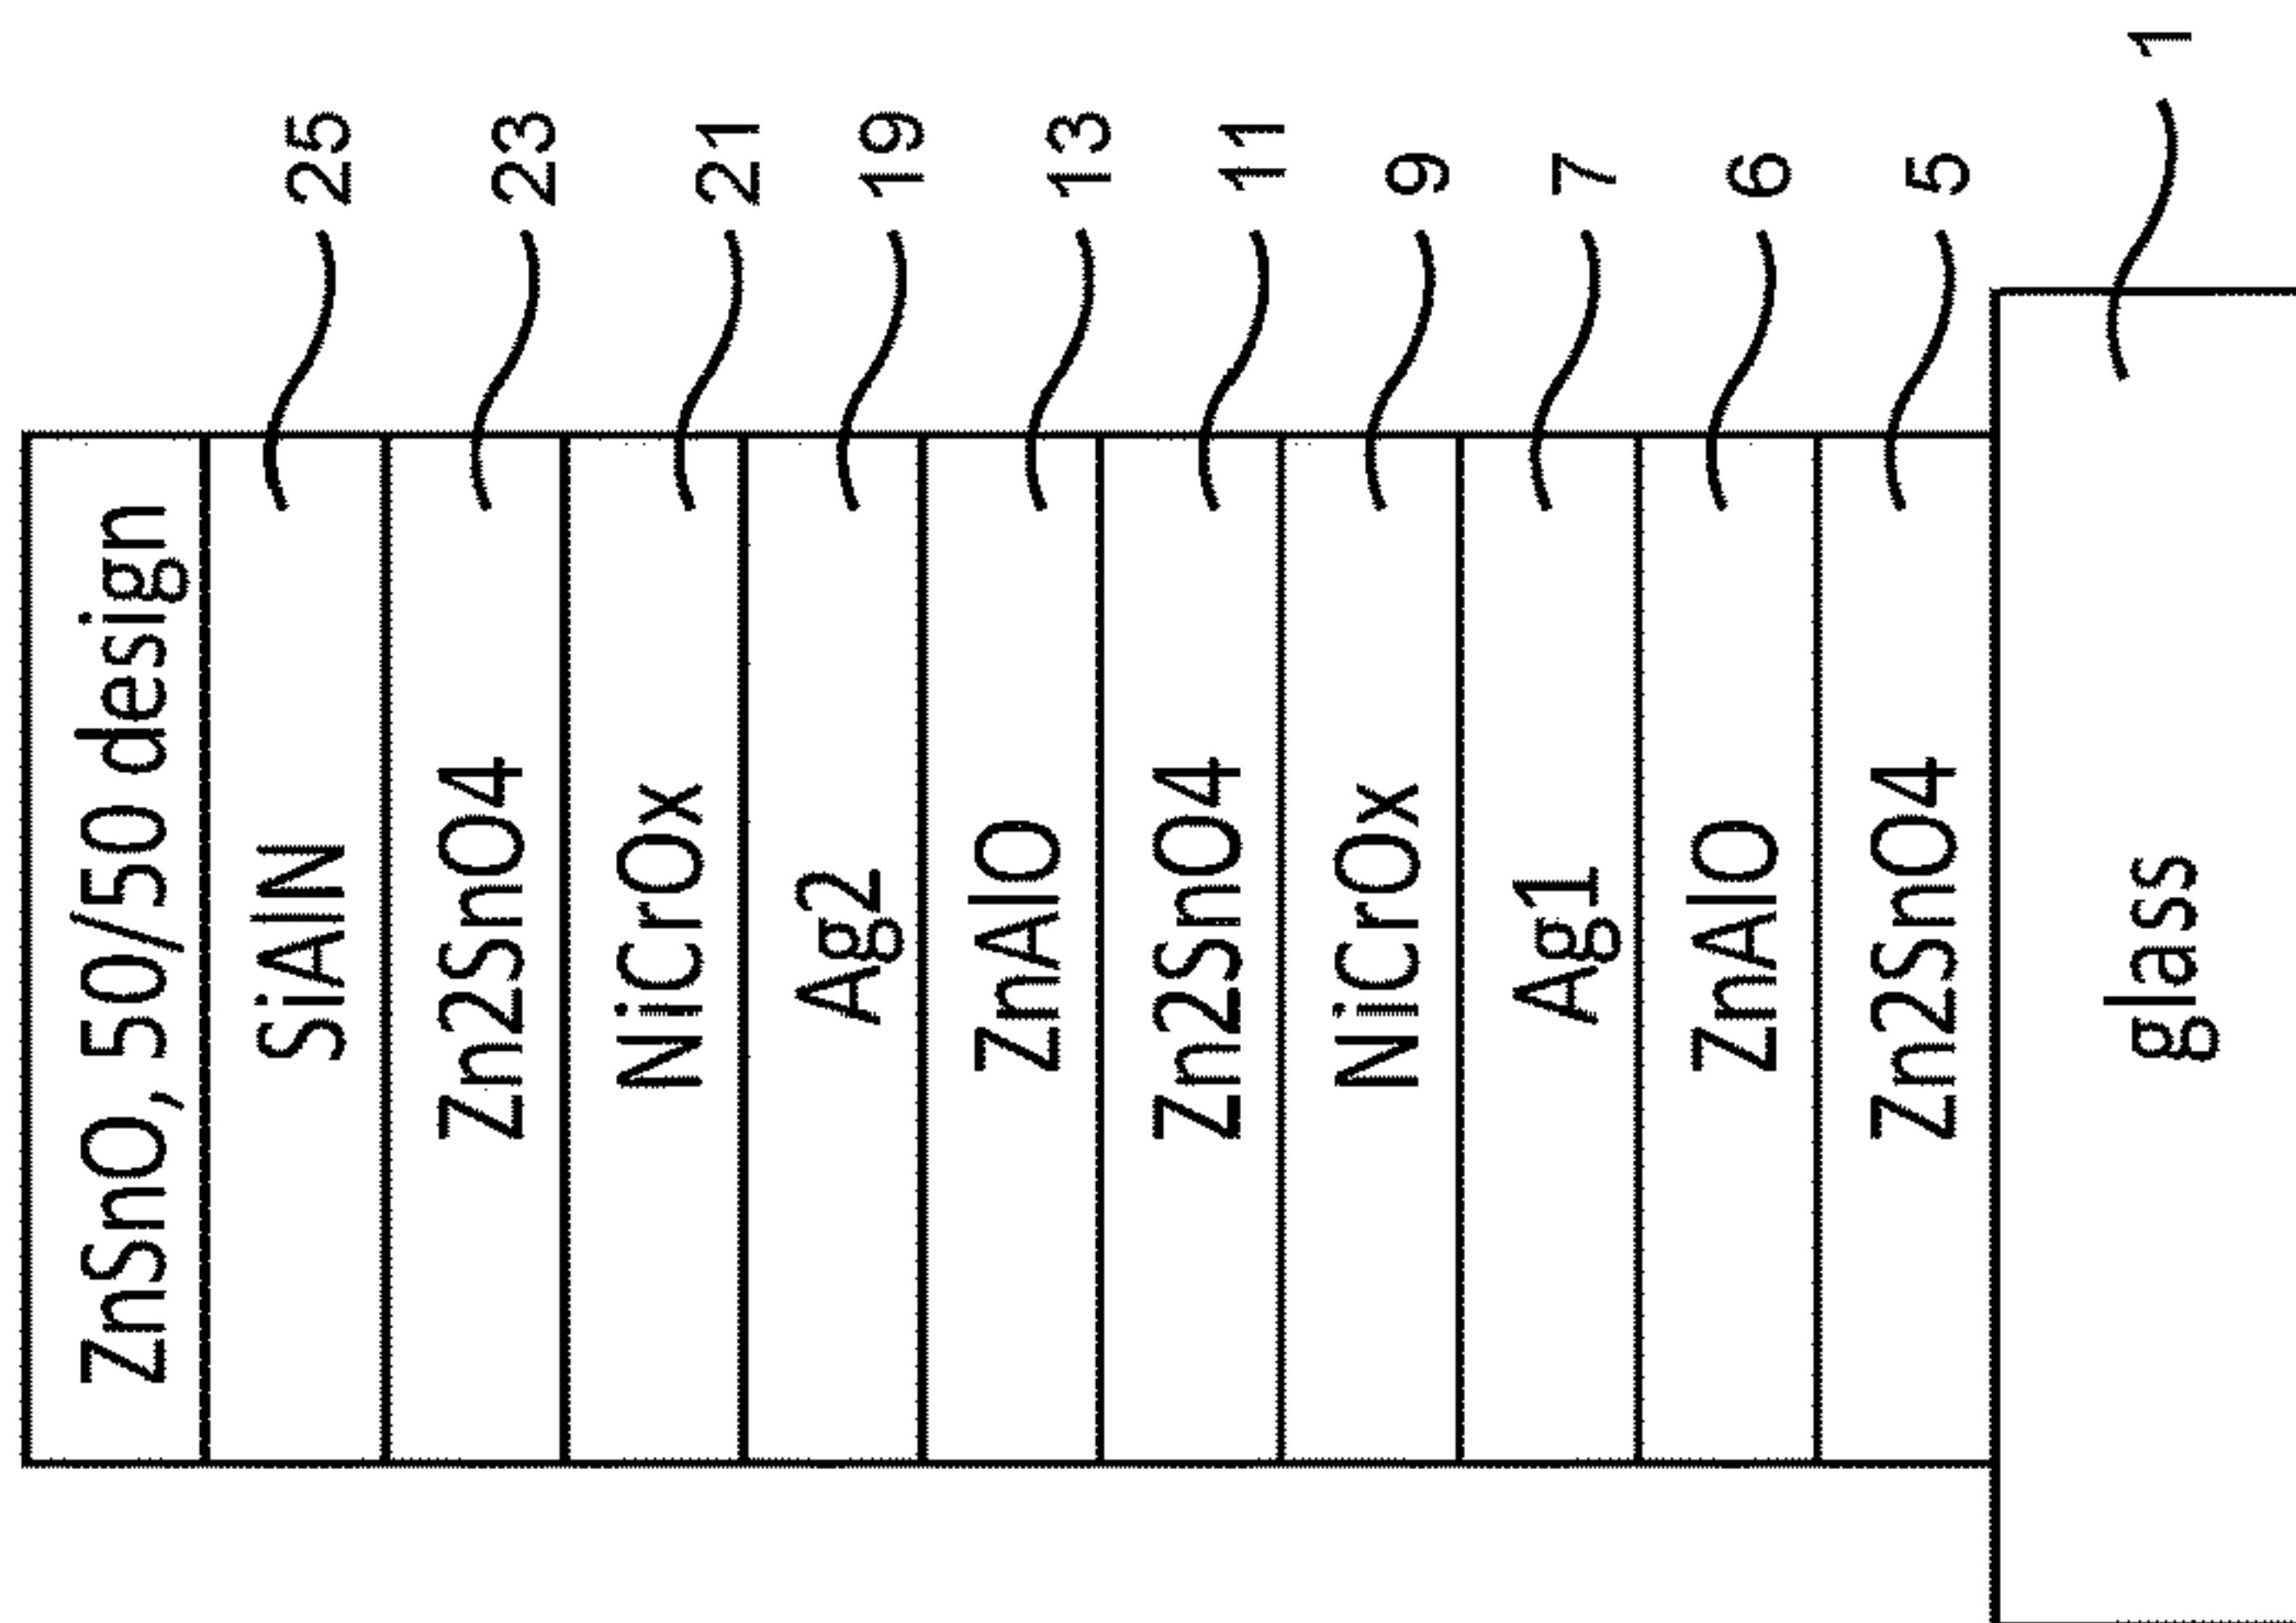 ZnSnO, 50/50 design
SiAlN 25
Zn2SnO4 23
NiCrOx 21
Ag2 19
ZnAlO 13
Zn2SnO4 11
NiCrOx 9
Ag1 7
ZnAlO 6
Zn2SnO4 5
glass 1